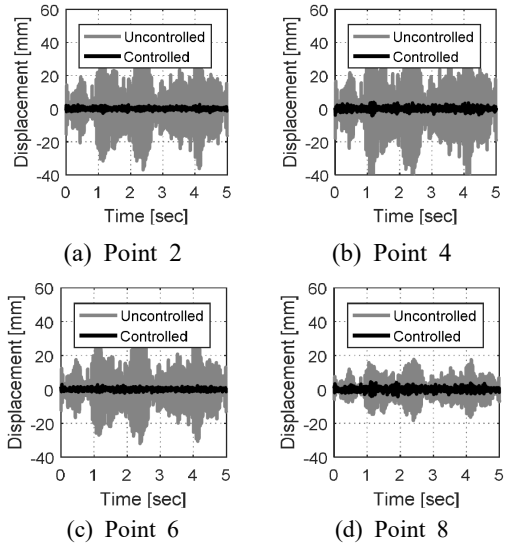 60
40
20
0
-20
-40
Displacement [mm]
Uncontrolled
Controlled
0 1 2 3 4 5
Time [sec]
(a) Point 2
60
40
20
0
-20
-40
Displacement [mm]
Uncontrolled
Controlled
0 1 2 3 4 5
Time [sec]
(b) Point 4
60
40
20
0
-20
-40
Displacement [mm]
Uncontrolled
Controlled
0 1 2 3 4 5
Time [sec]
(c) Point 6
60
40
20
0
-20
-40
Displacement [mm]
Uncontrolled
Controlled
0 1 2 3 4 5
Time [sec]
(d) Point 8